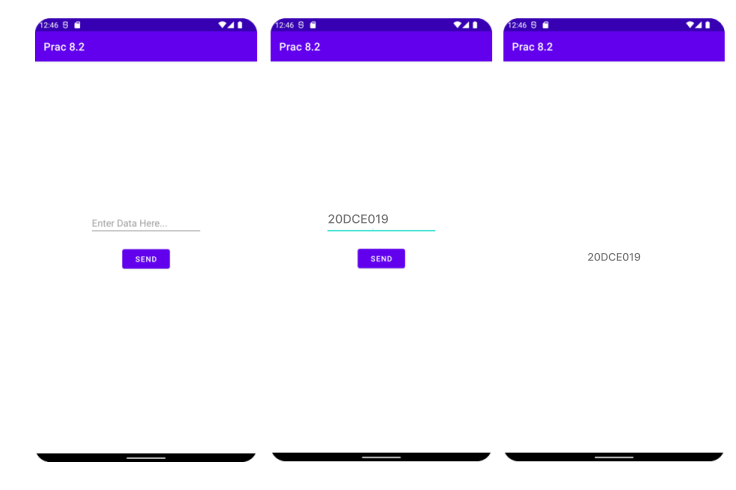 12:46
Prac 8.2
Enter Data Here...
SEND
12:46
Prac 8.2
20DCE019
SEND
12:46
Prac 8.2
20DCE019